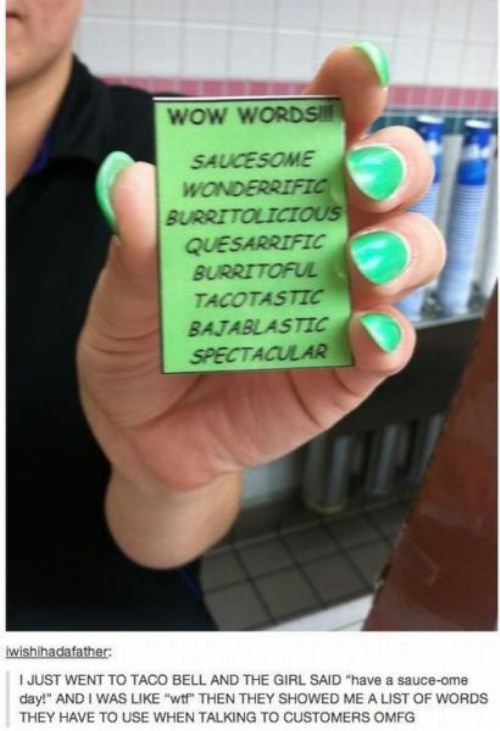 WOW WORDS!!!
SAUCESOME
WONDERRIFIC
BURRITOLICIOUS
QUESARRIFIC
BURRITOFUL
TACOTASTIC
BAJABLASTIC
SPECTACULAR
iwishihadafather:
I JUST WENT TO TACO BELL AND THE GIRL SAID "have a sauce-ome
day!" AND I WAS LIKE "wtf" THEN THEY SHOWED ME A LIST OF WORDS
THEY HAVE TO USE WHEN TALKING TO CUSTOMERS OMFG